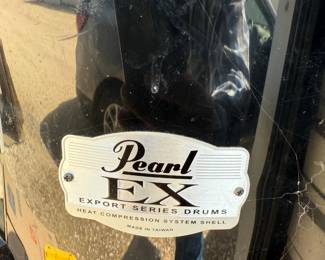 Pearl
EX
EXPORT SERIES DRUMS
HEAT COMPRESSION SYSTEM SHELL
MADE IN TAIWAN